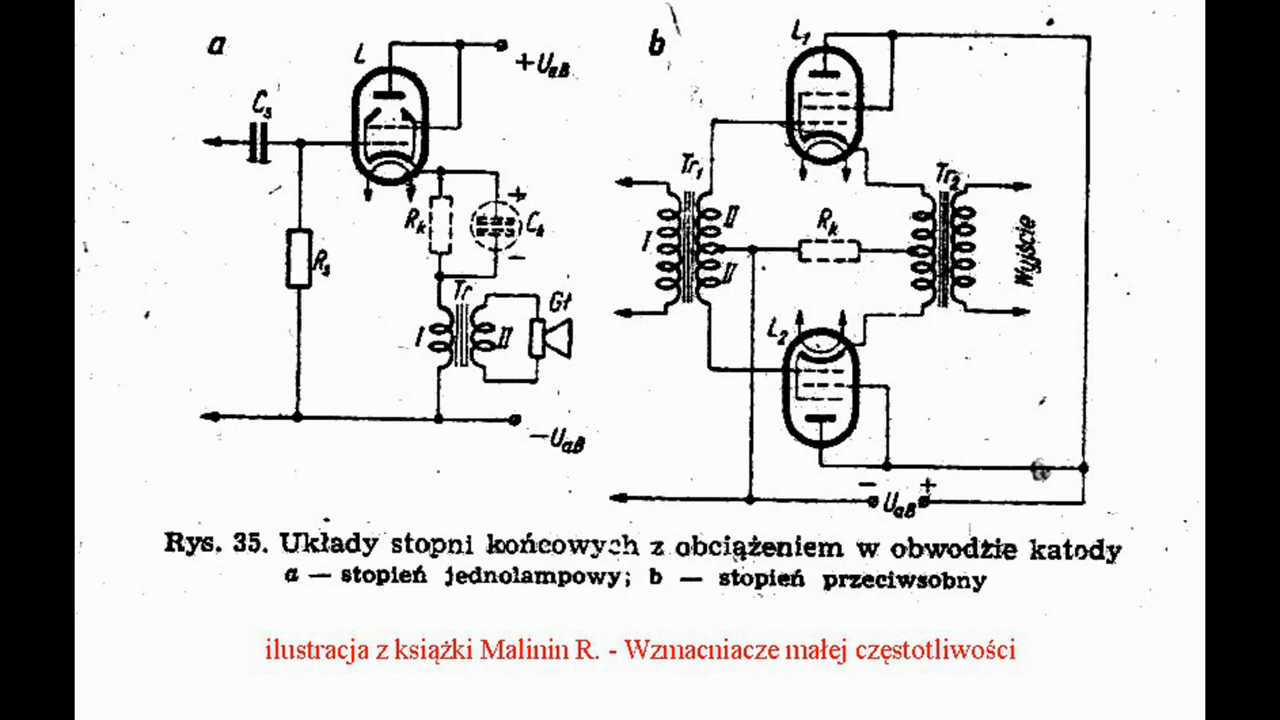 a
b
L
+UaB
L1
Cs
Tr1
Tr2
Rk
+
Ck
II
Rk
I
Wyjście
Rs
−
II
Tr
Gł
I
II
L2
−UaB
− +
UaB
Rys. 35. Układy stopni końcowych z obciążeniem w obwodzie katody
a — stopień jednolampowy; b — stopień przeciwsobny
ilustracja z książki Malinin R. - Wzmacniacze małej częstotliwości